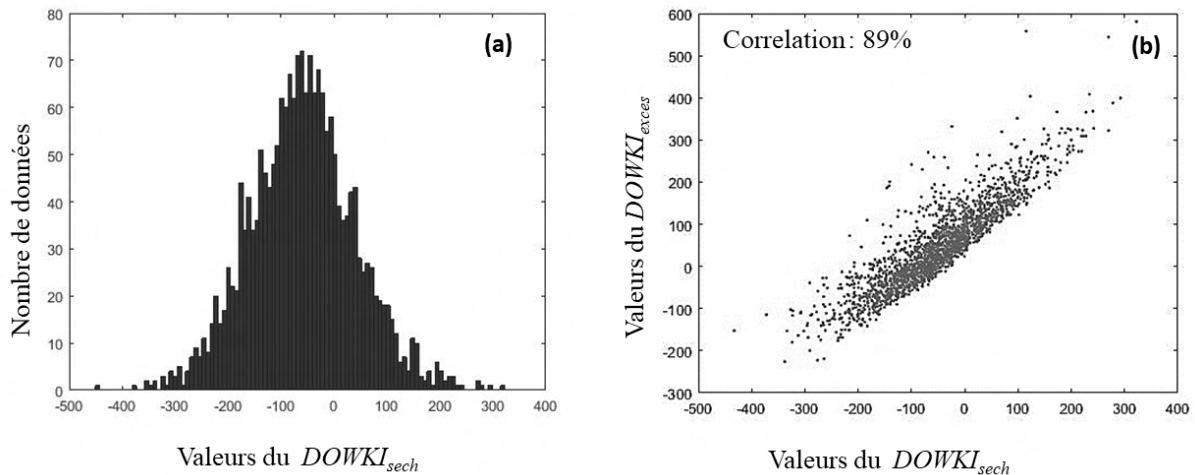 (a)
Nombre de données
80
70
60
50
40
30
20
10
0
-500 -400 -300 -200 -100 0 100 200 300 400
Valeurs du DOWKIsech
Correlation : 89%
(b)
Valeurs du DOWKIexces
600
500
400
300
200
100
0
-100
-200
-300
-500 -400 -300 -200 -100 0 100 200 300 400
Valeurs du DOWKIsech